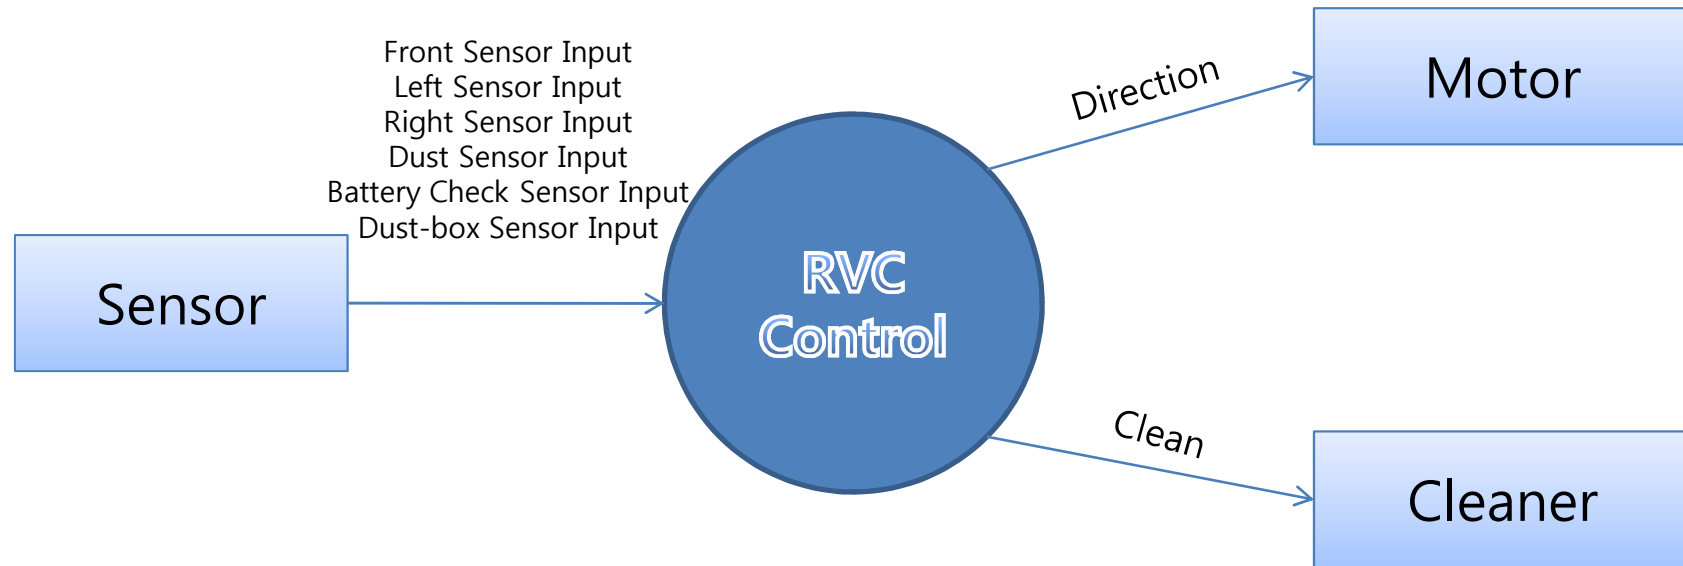 Front Sensor Input
Left Sensor Input
Right Sensor Input
Dust Sensor Input
Battery Check Sensor Input
Dust-box Sensor Input
Sensor
RVC
Control
Direction
Motor
Clean
Cleaner